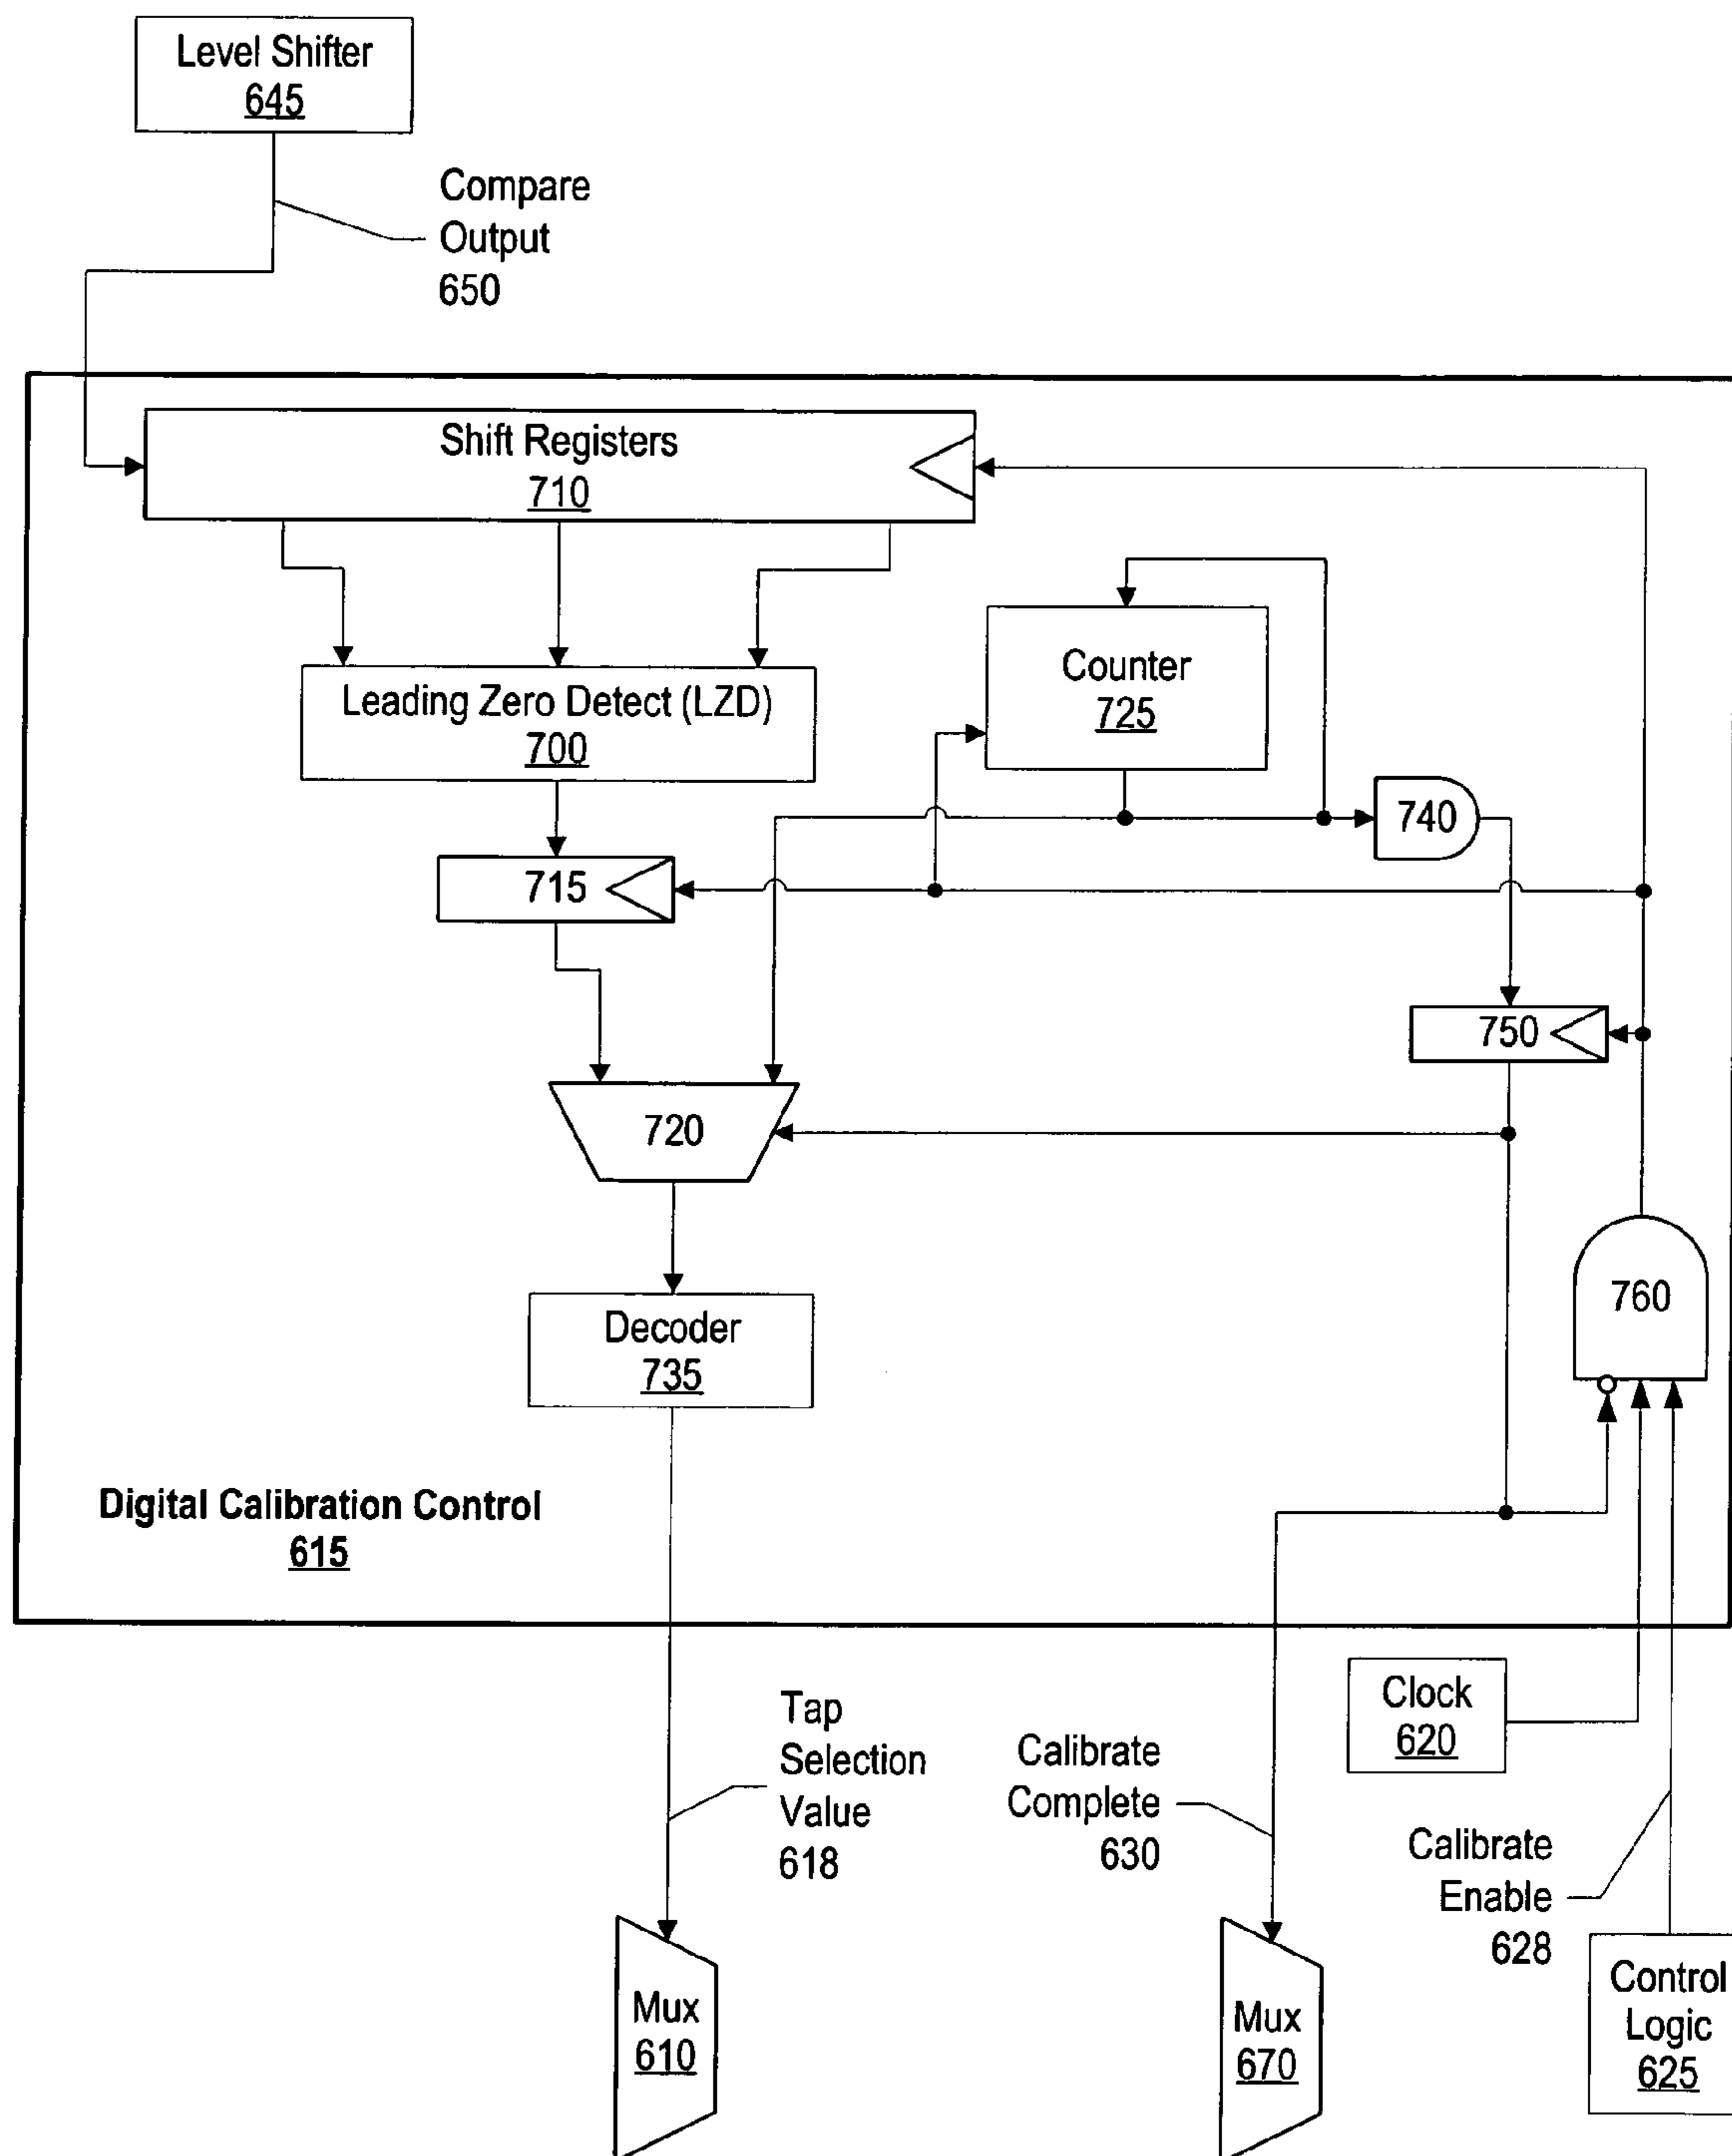 Level Shifter
645
Compare
Output
650
Shift Registers
710
Counter
725
Leading Zero Detect (LZD)
700
740
715
750
720
760
Decoder
735
Digital Calibration Control
615
Tap
Selection
Value
618
Calibrate
Complete
630
Clock
620
Calibrate
Enable
628
Mux
610
Mux
670
Control
Logic
625